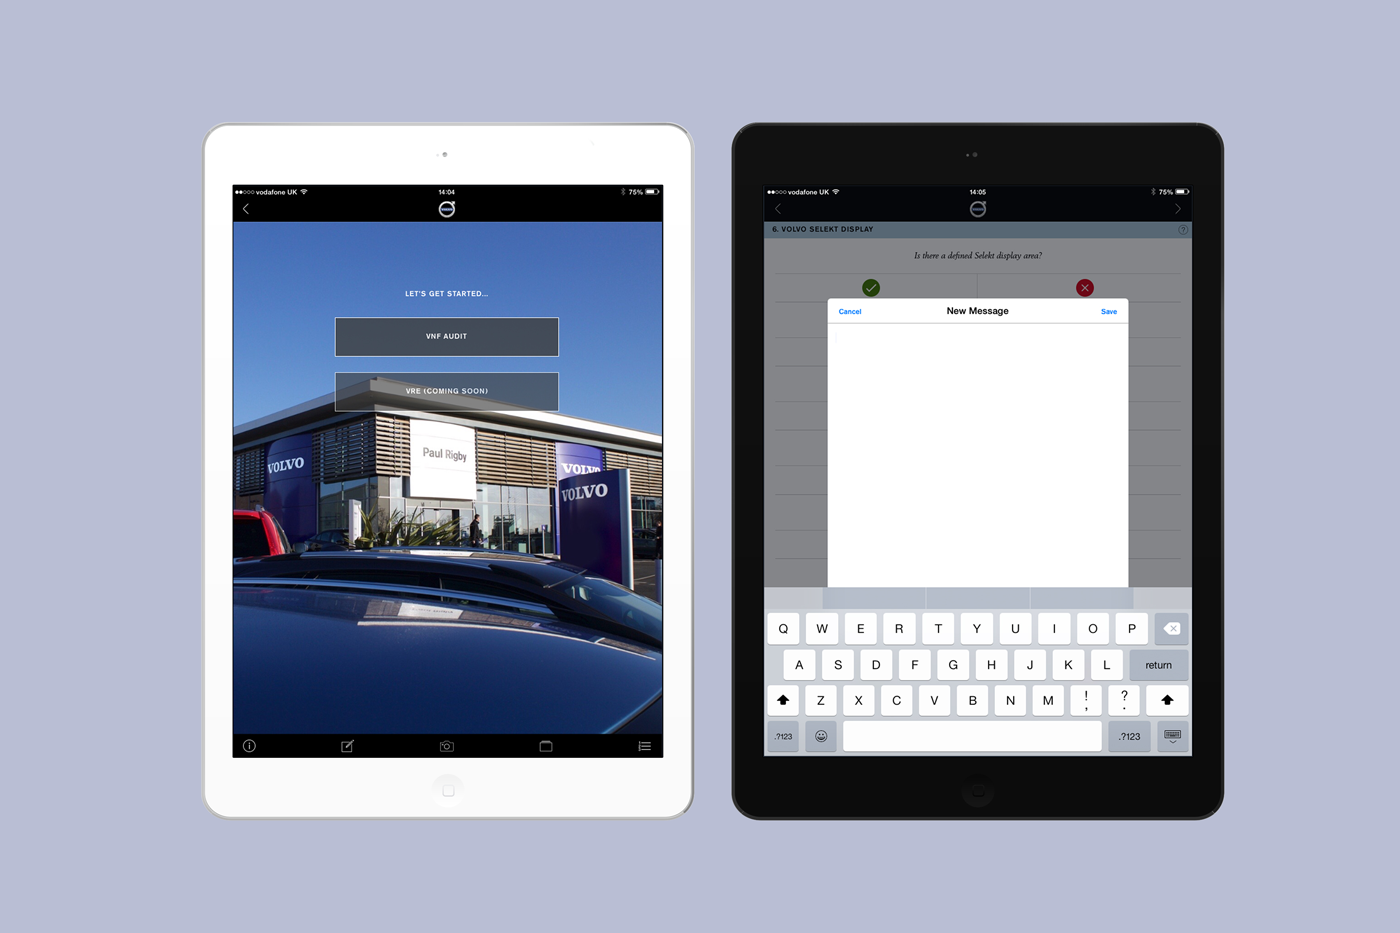 vodafone UK
14:04
75%
VOLVO
LET'S GET STARTED...
VNF AUDIT
VRE (COMING SOON)
Paul Rigby
VOLVO
VOLVO
VOLVO
vodafone UK
14:05
75%
VOLVO
6. VOLVO SELEKT DISPLAY
?
Is there a defined Selekt display area?
Cancel
New Message
Save
Q W E R T Y U I O P
A S D F G H J K L return
Z X C V B N M ! , ? .
.?123 .?123